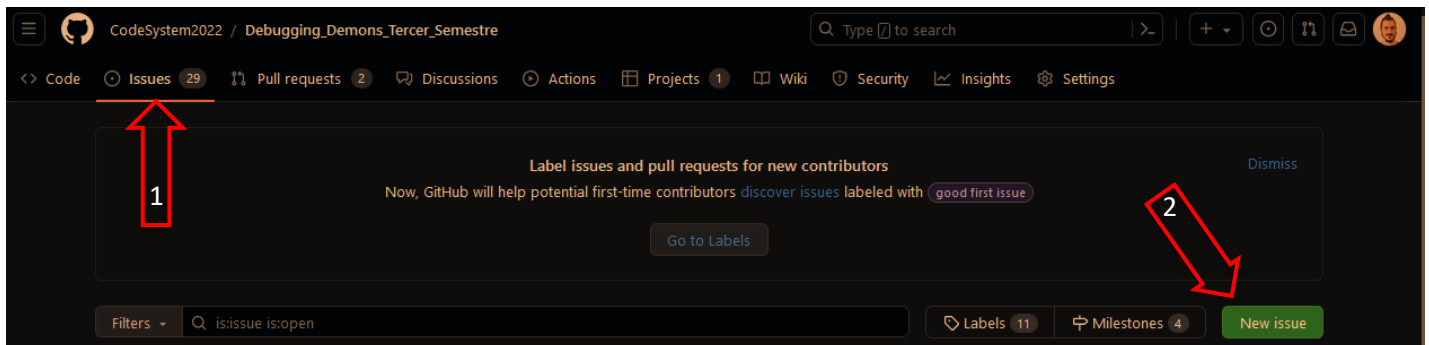 CodeSystem2022 / Debugging_Demons_Tercer_Semestre Type / to search
<> Code Issues 29 Pull requests 2 Discussions Actions Projects 1 Wiki Security Insights Settings
1
Label issues and pull requests for new contributors Dismiss
Now, GitHub will help potential first-time contributors discover issues labeled with good first issue
2
Go to Labels
Filters is:issue is:open Labels 11 Milestones 4 New issue